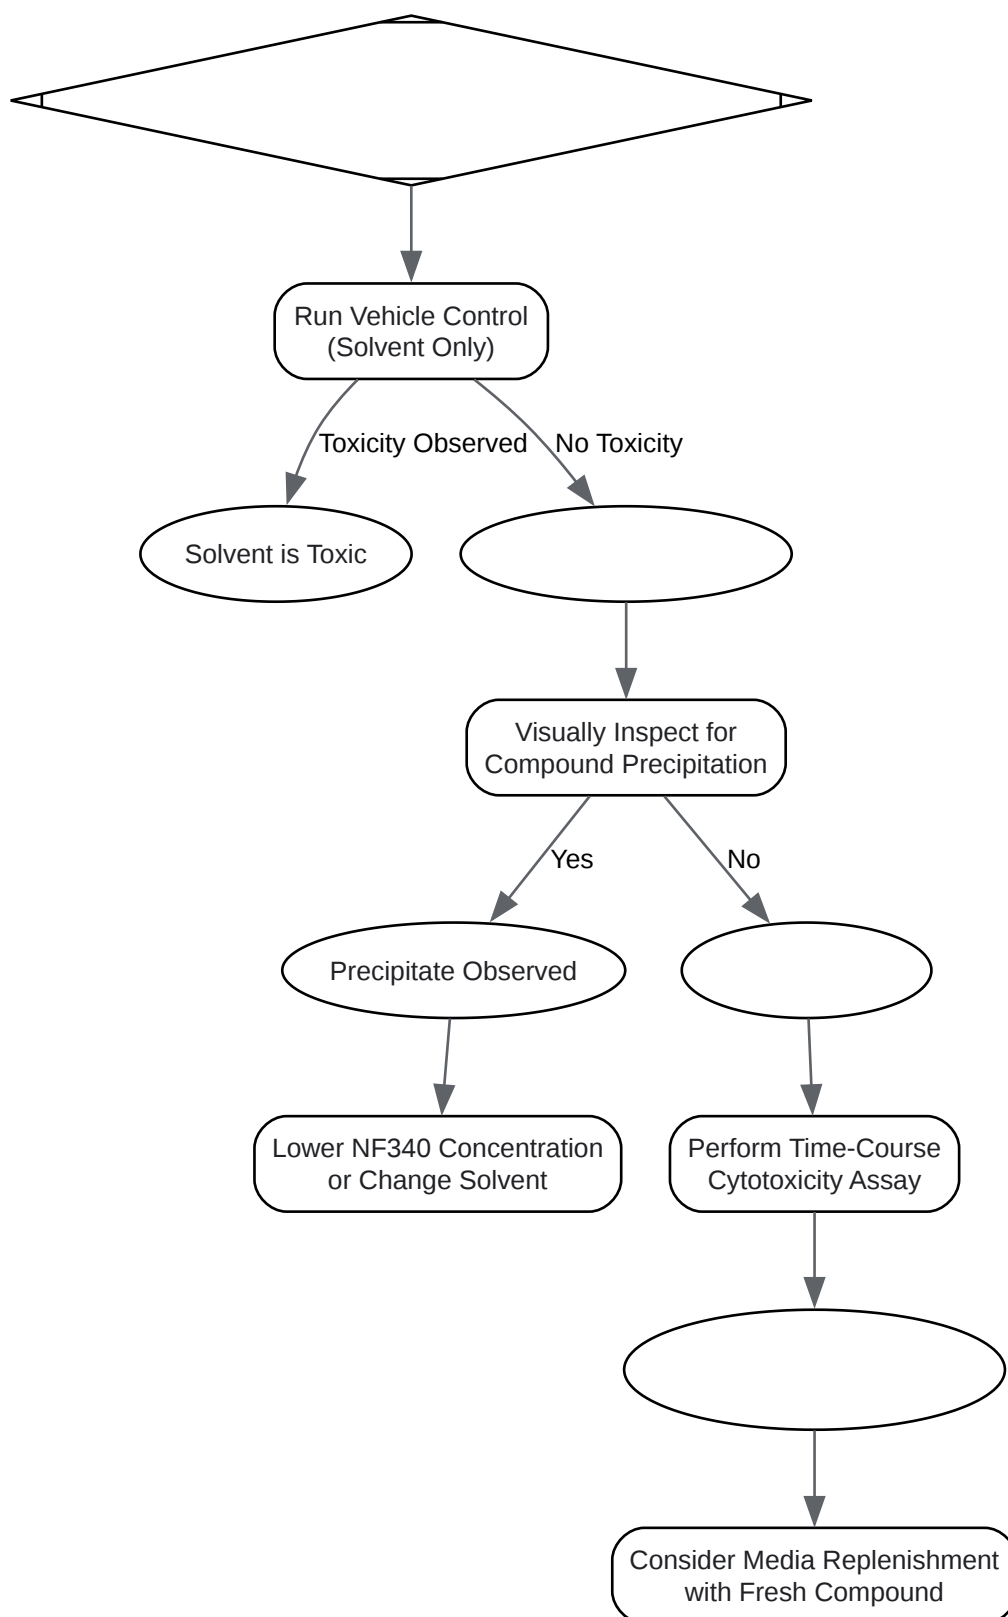 Run Vehicle Control
(Solvent Only)
Toxicity Observed
No Toxicity
Solvent is Toxic
Visually Inspect for
Compound Precipitation
Yes
No
Precipitate Observed
Lower NF340 Concentration
or Change Solvent
Perform Time-Course
Cytotoxicity Assay
Consider Media Replenishment
with Fresh Compound